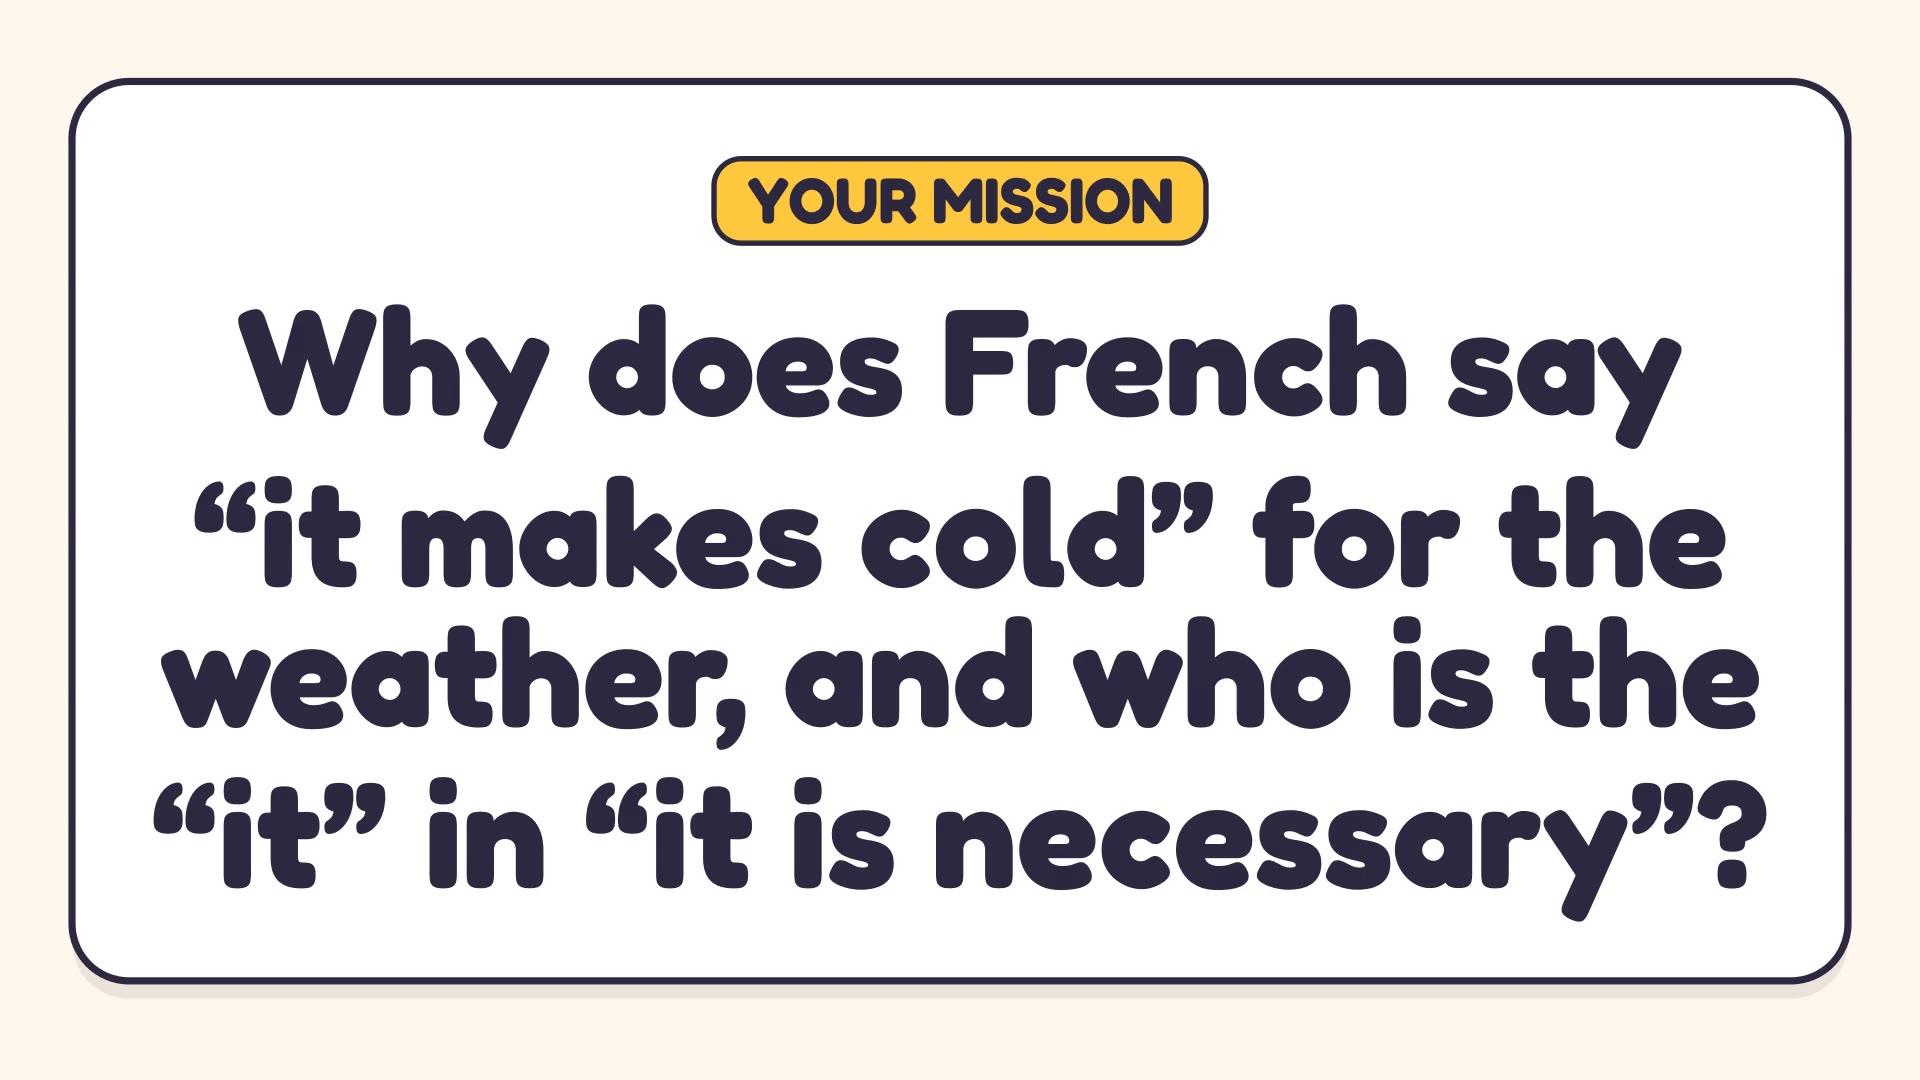 YOUR MISSION
Why does French say
“it makes cold” for the
weather, and who is the
“it” in “it is necessary”?